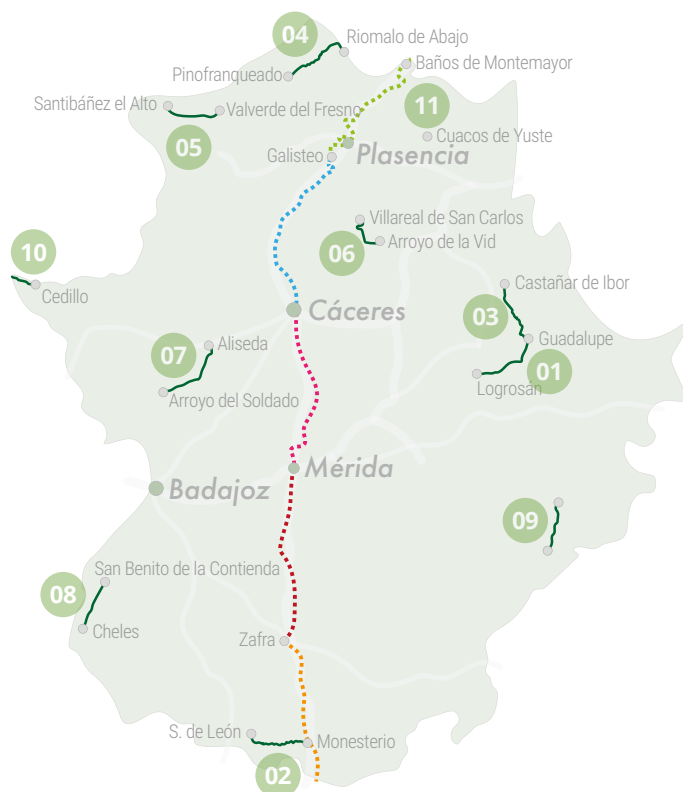 04
Riomalo de Abajo
Baños de Montemayor
Pinofranqueado
11
Santibáñez el Alto
Valverde del Fresno
Cuacos de Yuste
05
Galisteo
Plasencia
Villareal de San Carlos
06
Arroyo de la Vid
10
Cedillo
Castañar de Ibor
03
Cáceres
Guadalupe
07
Aliseda
01
Logrosán
Arroyo del Soldado
Mérida
Badajoz
09
San Benito de la Contienda
08
Cheles
Zafra
S. de León
Monesterio
02